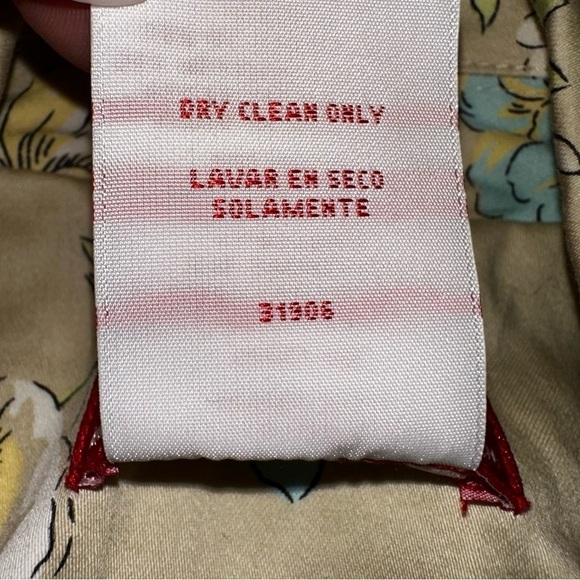 DRY CLEAN ONLY
LAVAR EN SECO
SOLAMENTE
31906